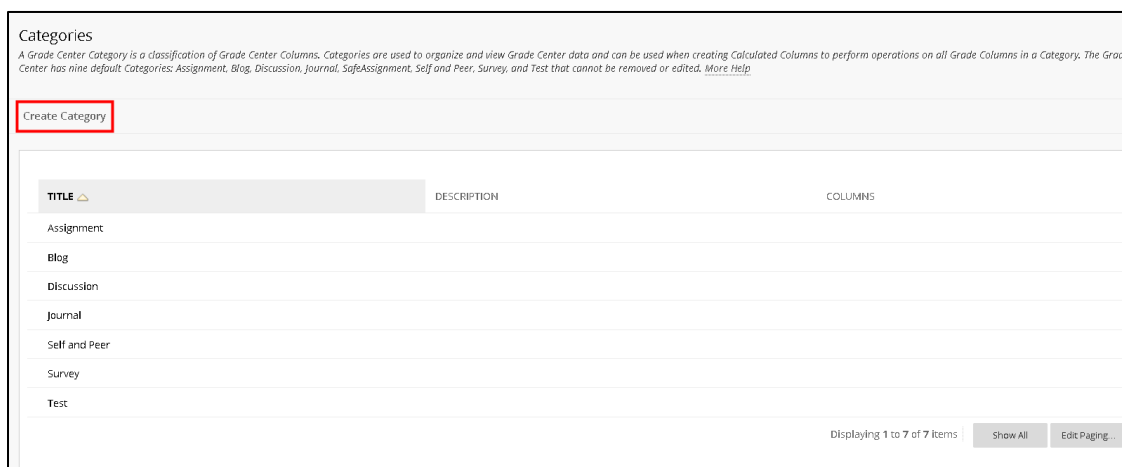 Categories
A Grade Center Category is a classification of Grade Center Columns. Categories are used to organize and view Grade Center data and can be used when creating Calculated Columns to perform operations on all Grade Columns in a Category. The Grad
Center has nine default Categories: Assignment, Blog, Discussion, Journal, SafeAssignment, Self and Peer, Survey, and Test that cannot be removed or edited. More Help
Create Category
TITLE DESCRIPTION COLUMNS
Assignment
Blog
Discussion
Journal
Self and Peer
Survey
Test
Displaying 1 to 7 of 7 items Show All Edit Paging...